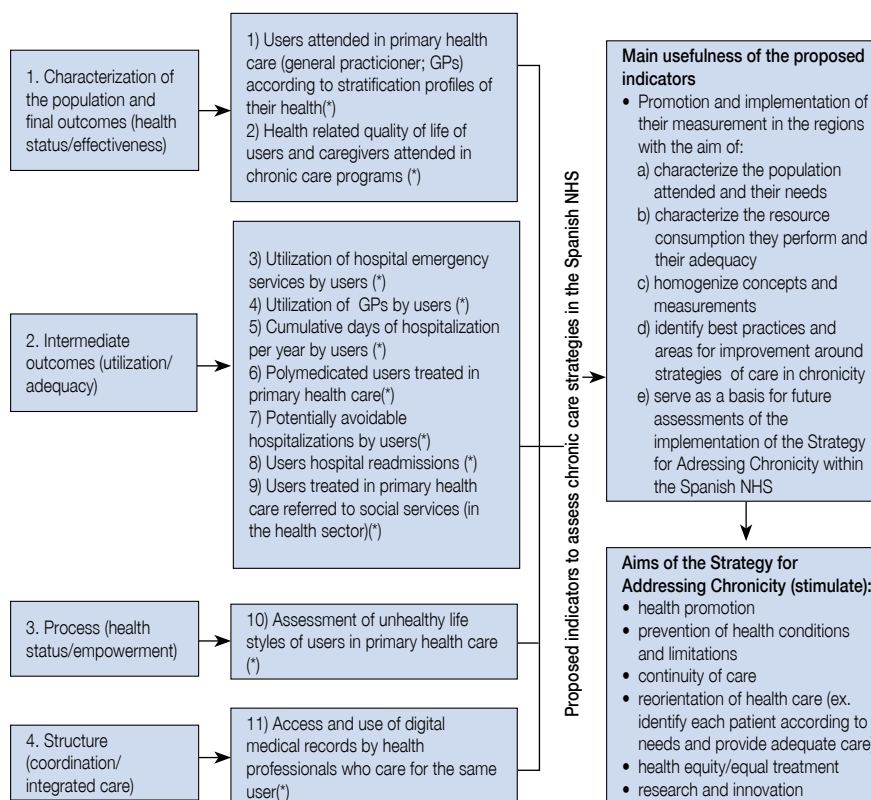 1. Characterization of
the population and
final outcomes (health
status/effectiveness)
1) Users attended in primary health
care (general practicioner; GPs)
according to stratification profiles of
their health(*)
2) Health related quality of life of
users and caregivers attended in
chronic care programs (*)
2. Intermediate
outcomes (utilization/
adequacy)
3) Utilization of hospital emergency
services by users (*)
4) Utilization of GPs by users (*)
5) Cumulative days of hospitalization
per year by users (*)
6) Polymedicated users treated in
primary health care(*)
7) Potentially avoidable
hospitalizations by users(*)
8) Users hospital readmissions (*)
9) Users treated in primary health
care referred to social services (in
the health sector)(*)
3. Process (health
status/empowerment)
10) Assessment of unhealthy life
styles of users in primary health care
(*)
4. Structure
(coordination/
integrated care)
11) Access and use of digital
medical records by health
professionals who care for the same
user(*)
Proposed indicators to assess chronic care strategies in the Spanish NHS
Main usefulness of the proposed
indicators
• Promotion and implementation of
their measurement in the regions
with the aim of:
a) characterize the population
attended and their needs
b) characterize the resource
consumption they perform and
their adequacy
c) homogenize concepts and
measurements
d) identify best practices and
areas for improvement around
strategies of care in chronicity
e) serve as a basis for future
assessments of the
implementation of the Strategy
for Adressing Chronicity within
the Spanish NHS
Aims of the Strategy for
Addressing Chronicity (stimulate):
• health promotion
• prevention of health conditions
and limitations
• continuity of care
• reorientation of health care (ex.
identify each patient according to
needs and provide adequate care)
• health equity/equal treatment
• research and innovation